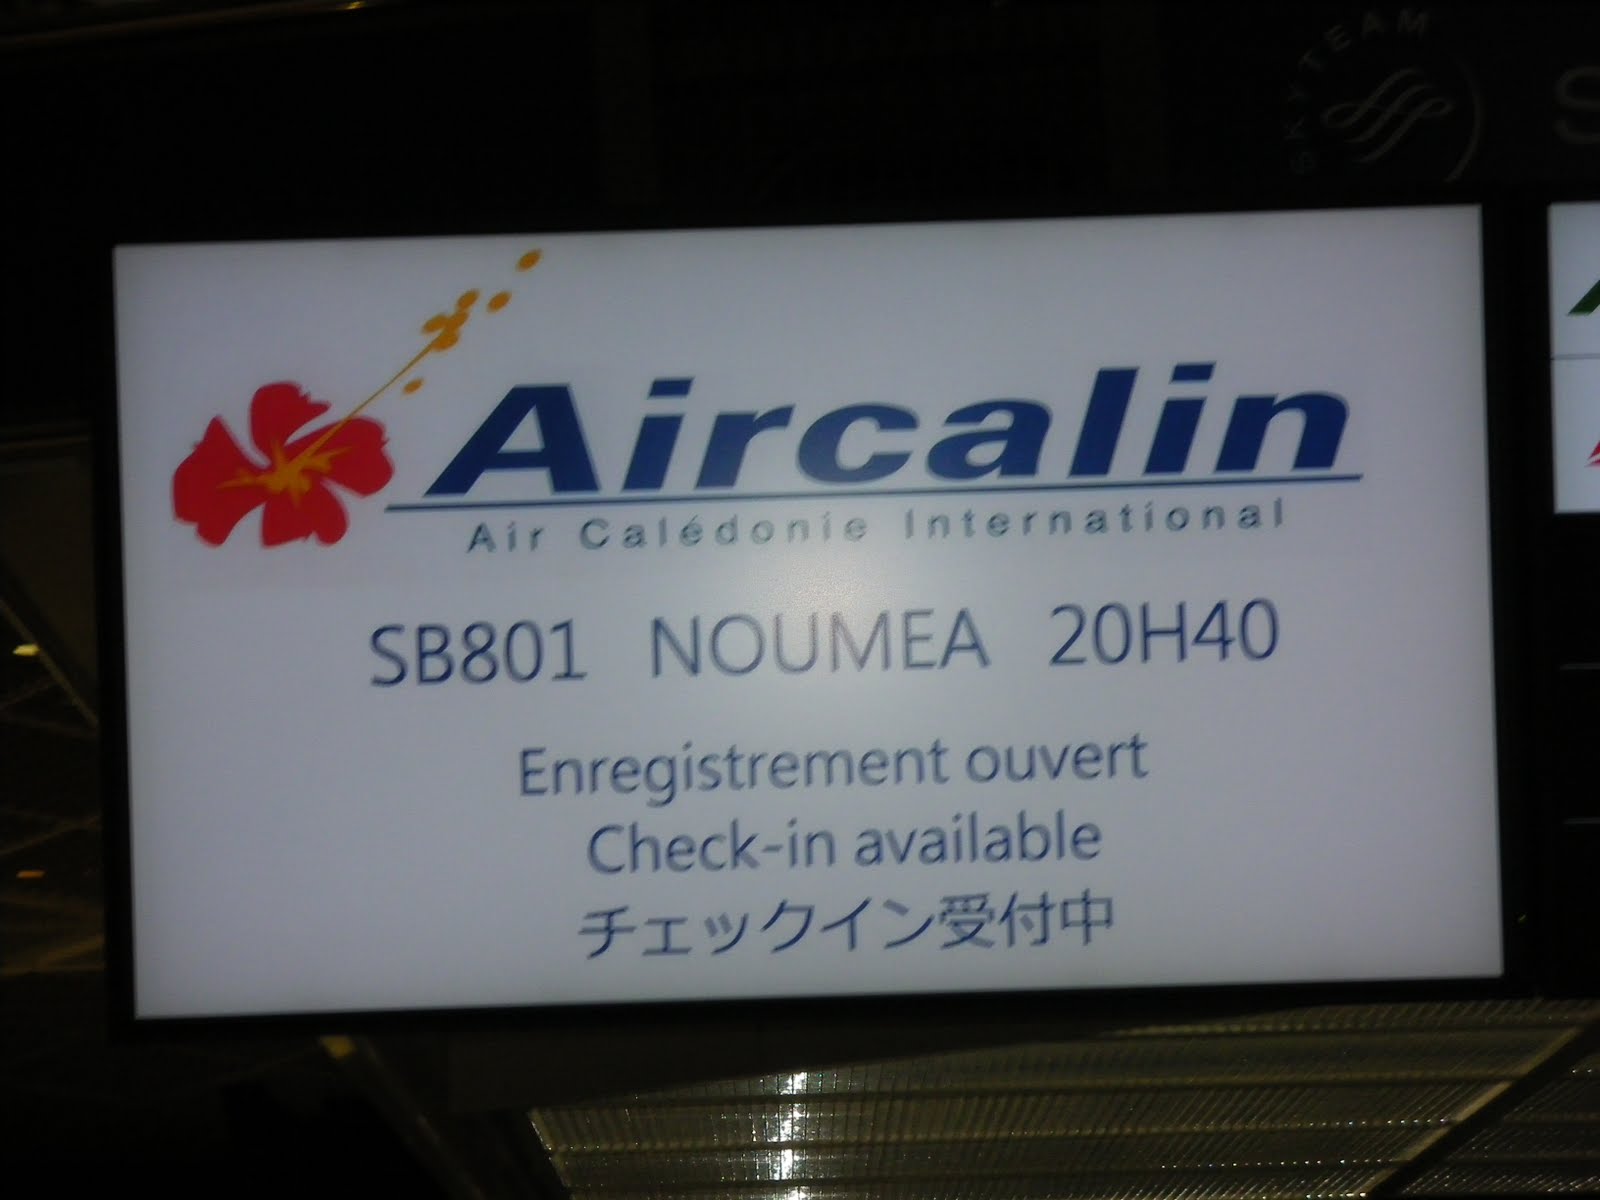 SKYTEAM
S
Aircalin
Air Calédonie International
SB801 NOUMEA 20H40
Enregistrement ouvert
Check-in available
チェックイン受付中